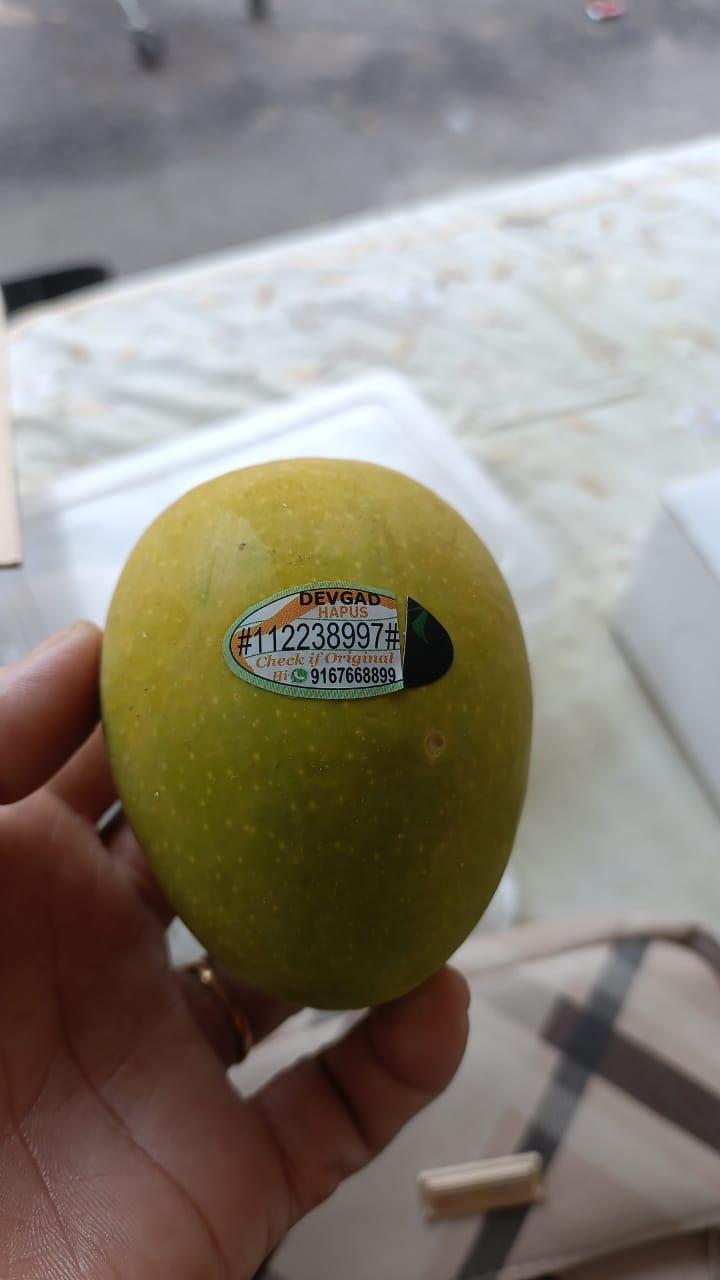 DEVGAD
HAPUS
#112238997#
Check if Original
Hi 9167668899